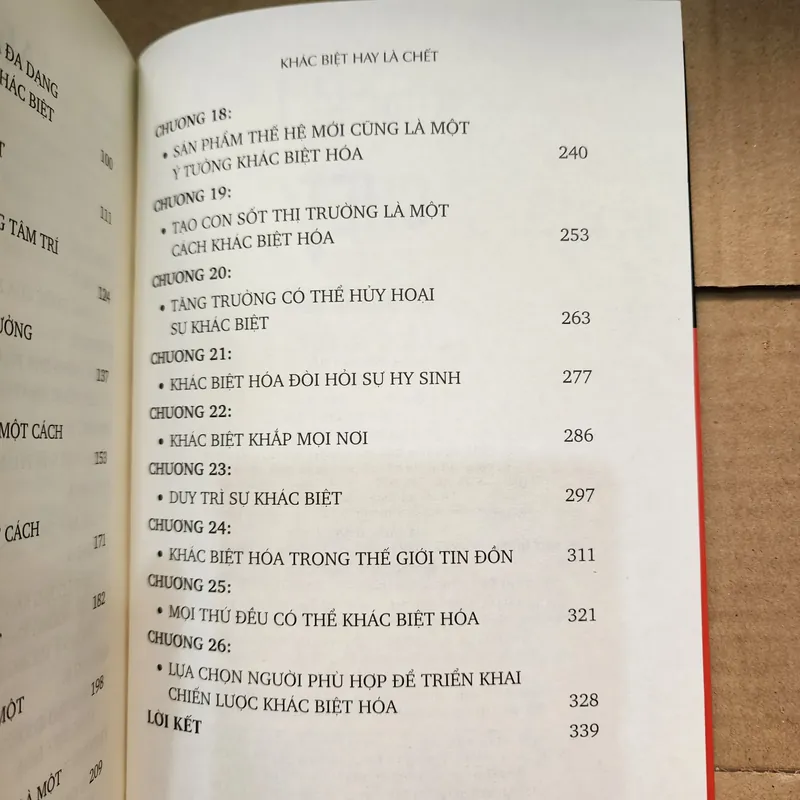 ĐA DẠNG
KHÁC BIỆT
100
111
TÂM TRÍ
124
137
MỘT CÁCH
153
CÁCH
171
182
198
MỘT
209
LÀ MỘT
KHÁC BIỆT HAY LÀ CHẾT
CHƯƠNG 18:
• SẢN PHẨM THẾ HỆ MỚI CŨNG LÀ MỘT
Ý TƯỞNG KHÁC BIỆT HÓA 240
CHƯƠNG 19:
• TẠO CON SỐT THỊ TRƯỜNG LÀ MỘT
CÁCH KHÁC BIỆT HÓA 253
CHƯƠNG 20:
• TĂNG TRƯỞNG CÓ THỂ HỦY HOẠI
SỰ KHÁC BIỆT 263
CHƯƠNG 21:
• KHÁC BIỆT HÓA ĐÒI HỎI SỰ HY SINH 277
CHƯƠNG 22:
• KHÁC BIỆT KHẮP MỌI NƠI 286
CHƯƠNG 23:
• DUY TRÌ SỰ KHÁC BIỆT 297
CHƯƠNG 24:
• KHÁC BIỆT HÓA TRONG THẾ GIỚI TIN ĐỒN 311
CHƯƠNG 25:
• MỌI THỨ ĐỀU CÓ THỂ KHÁC BIỆT HÓA 321
CHƯƠNG 26:
• LỰA CHỌN NGƯỜI PHÙ HỢP ĐỂ TRIỂN KHAI
CHIẾN LƯỢC KHÁC BIỆT HÓA 328
LỜI KẾT 339